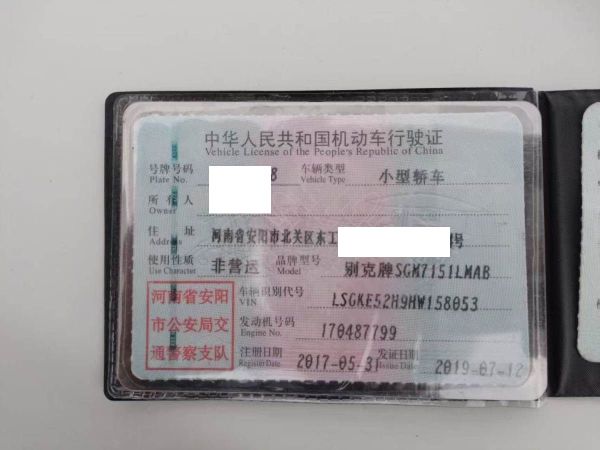 中华人民共和国机动车行驶证
Vehicle License of the People's Republic of China
号牌号码 8 车辆类型 小型轿车
Plate No. Vehicle Type
所有人
Owner
住址 河南省安阳市北关区东工 号
Address
使用性质 非营运 品牌型号 别克牌SGM7151LMAB
Use Character Model
车辆识别代号 LSGKE52H9HW158053
VIN
发动机号码 170487799
Engine No.
注册日期 2017-05-31 发证日期 2019-07-12
Register Date Issue Date
河南省安阳
市公安局交
通警察支队